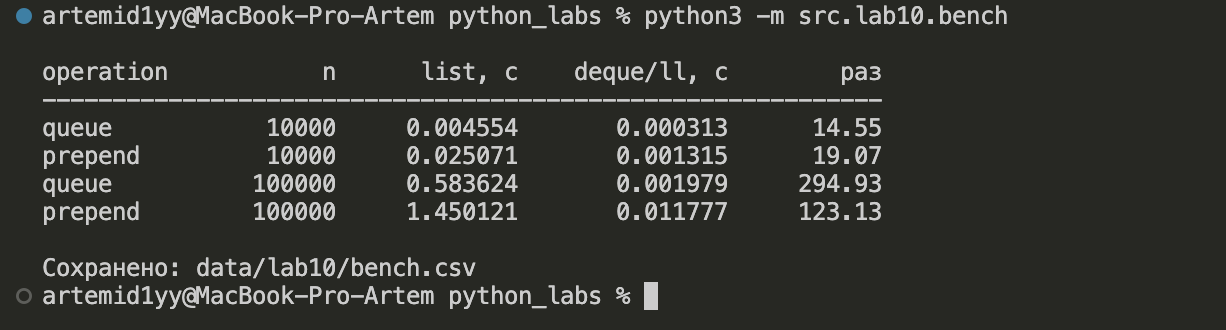 artemid1yy@MacBook-Pro-Artem python_labs % python3 -m src.lab10.bench
operation n list, с deque/ll, с раз
------------------------------------------------------------
queue 10000 0.004554 0.000313 14.55
prepend 10000 0.025071 0.001315 19.07
queue 100000 0.583624 0.001979 294.93
prepend 100000 1.450121 0.011777 123.13
Сохранено: data/lab10/bench.csv
artemid1yy@MacBook-Pro-Artem python_labs %